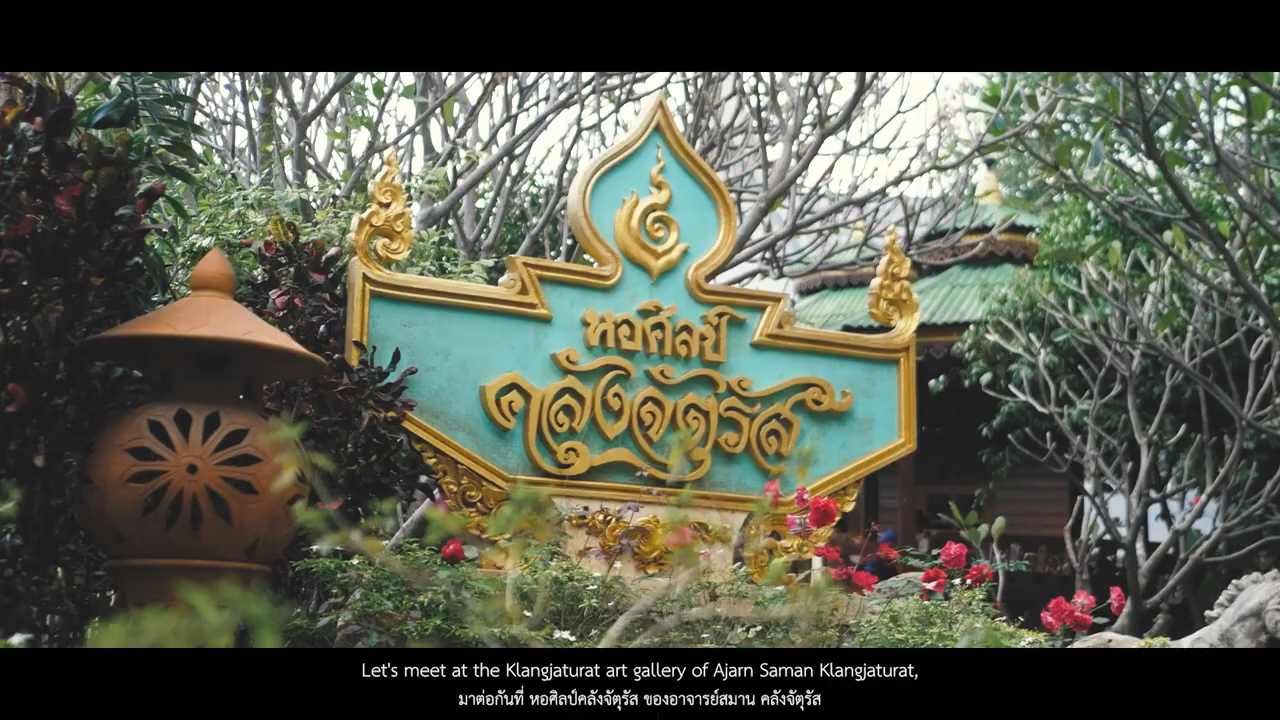 หอศิลป์
คลังจัตุรัส
Let's meet at the Klangjaturat art gallery of Ajarn Saman Klangjaturat,
มาต่อกันที่ หอศิลป์คลังจัตุรัส ของอาจารย์สมาน คลังจัตุรัส